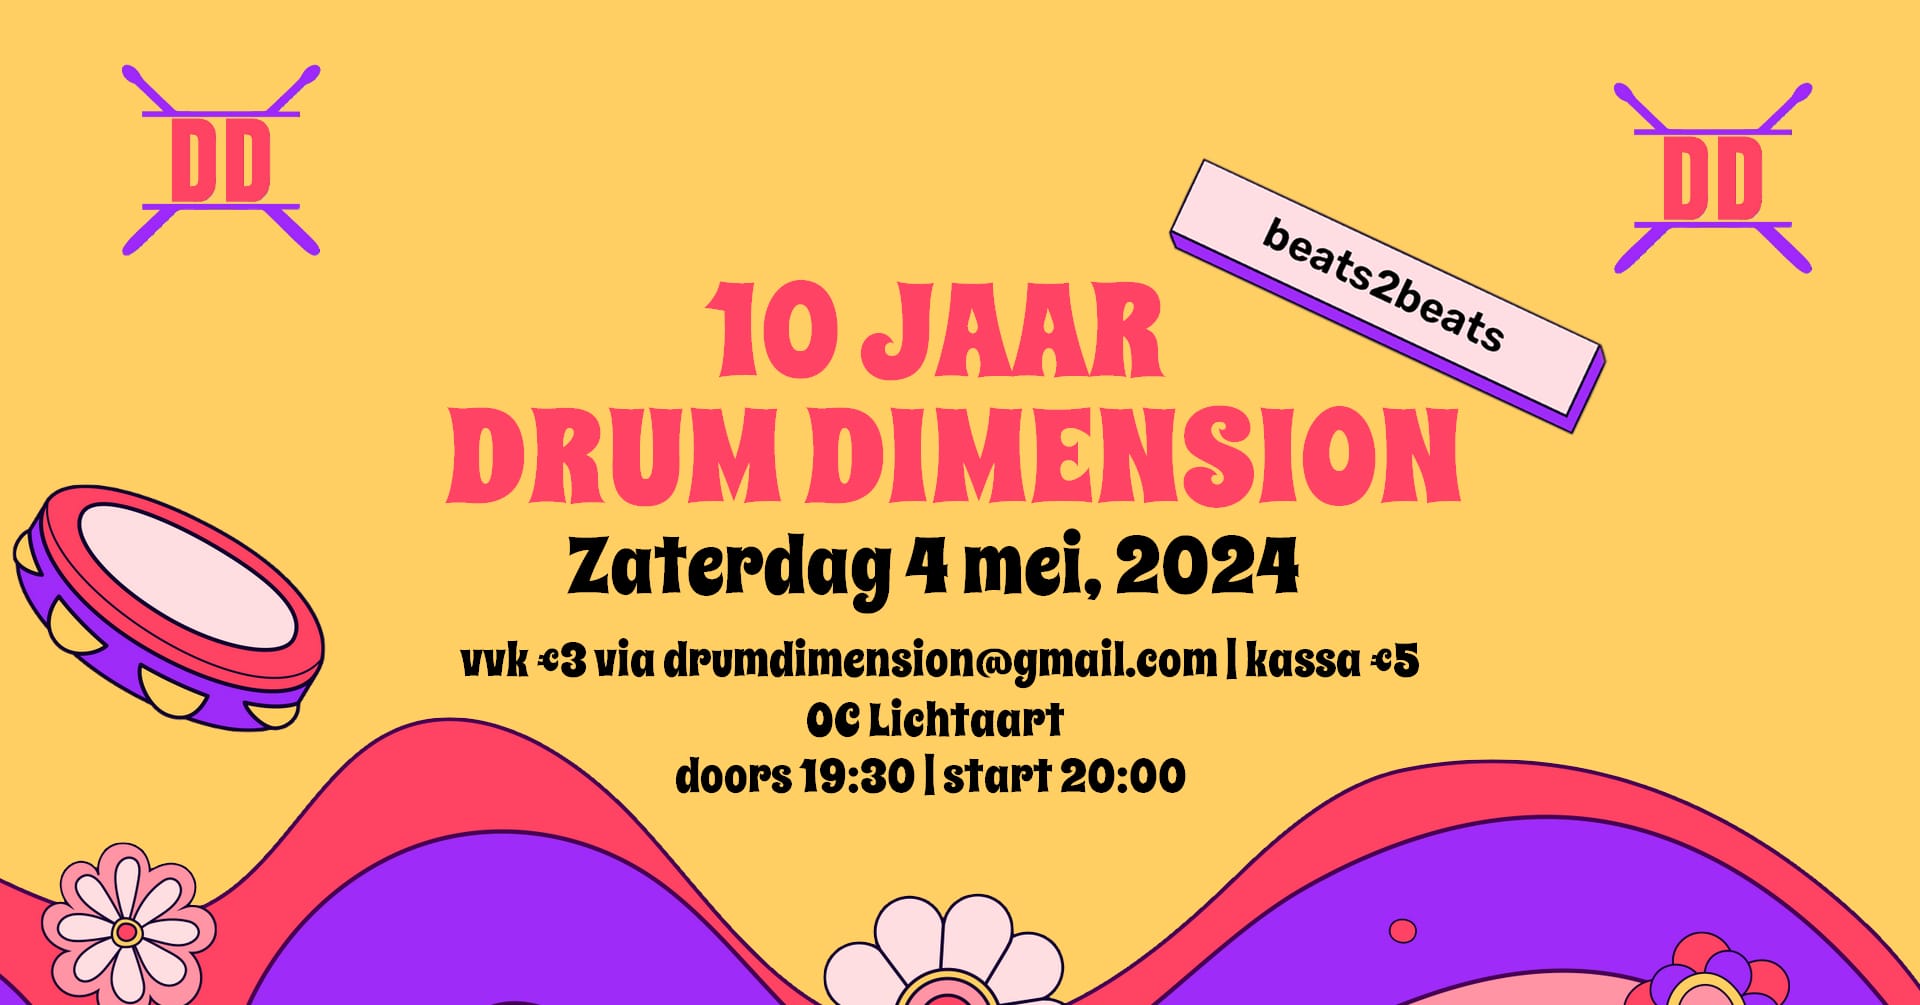 DD
DD
beats2beats
10 JAAR
DRUM DIMENSION
Zaterdag 4 mei, 2024
vvk €3 via drumdimension@gmail.com | kassa €5
OC Lichtaart
doors 19:30 | start 20:00